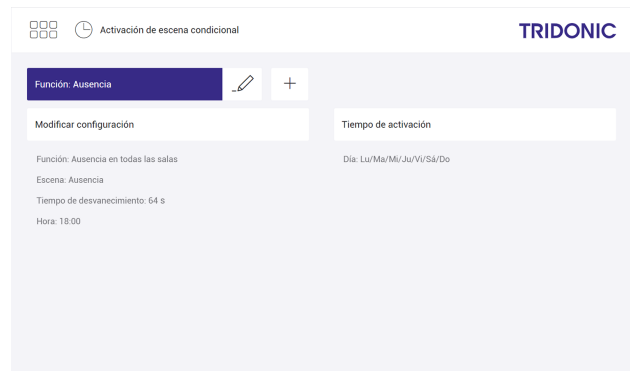 Activación de escena condicional
TRIDONIC
Función: Ausencia
Modificar configuración
Tiempo de activación
Función: Ausencia en todas las salas
Día: Lu/Ma/Mi/Ju/Vi/Sá/Do
Escena: Ausencia
Tiempo de desvanecimiento: 64 s
Hora: 18:00